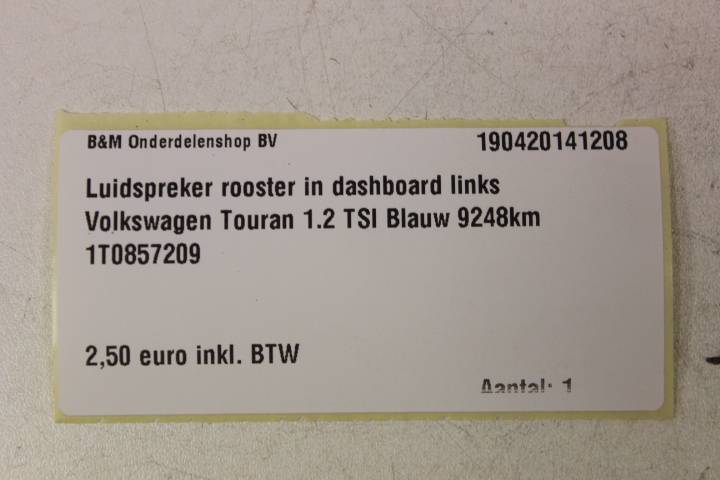 B&M Onderdelenshop BV 190420141208
Luidspreker rooster in dashboard links
Volkswagen Touran 1.2 TSI Blauw 9248km
1T0857209
2,50 euro inkl. BTW
Aantal: 1